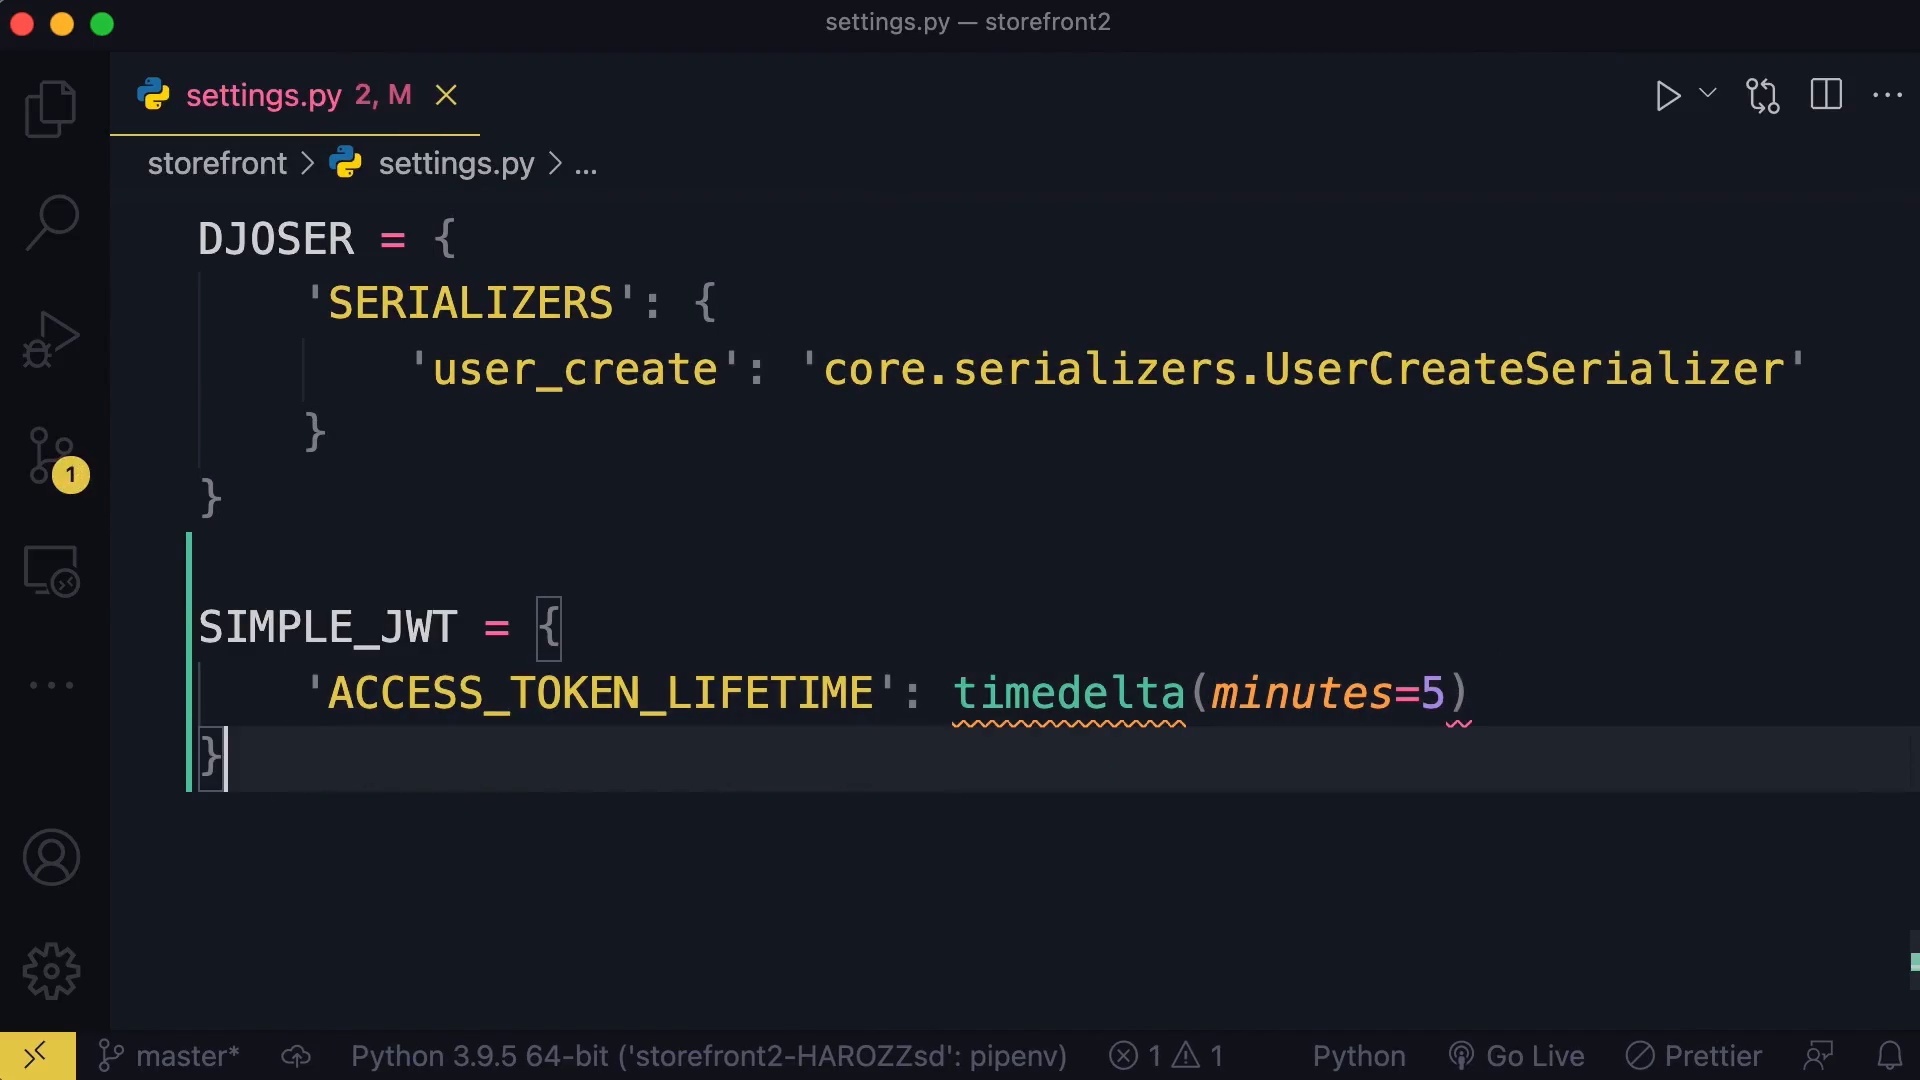 settings.py — storefront2
settings.py 2, M
storefront > settings.py > ...
DJOSER = {
    'SERIALIZERS': {
        'user_create': 'core.serializers.UserCreateSerializer'
    }
}
SIMPLE_JWT = {
    'ACCESS_TOKEN_LIFETIME': timedelta(minutes=5)
}
1
master* Python 3.9.5 64-bit ('storefront2-HAROZZsd': pipenv) 1 1 Python Go Live Prettier